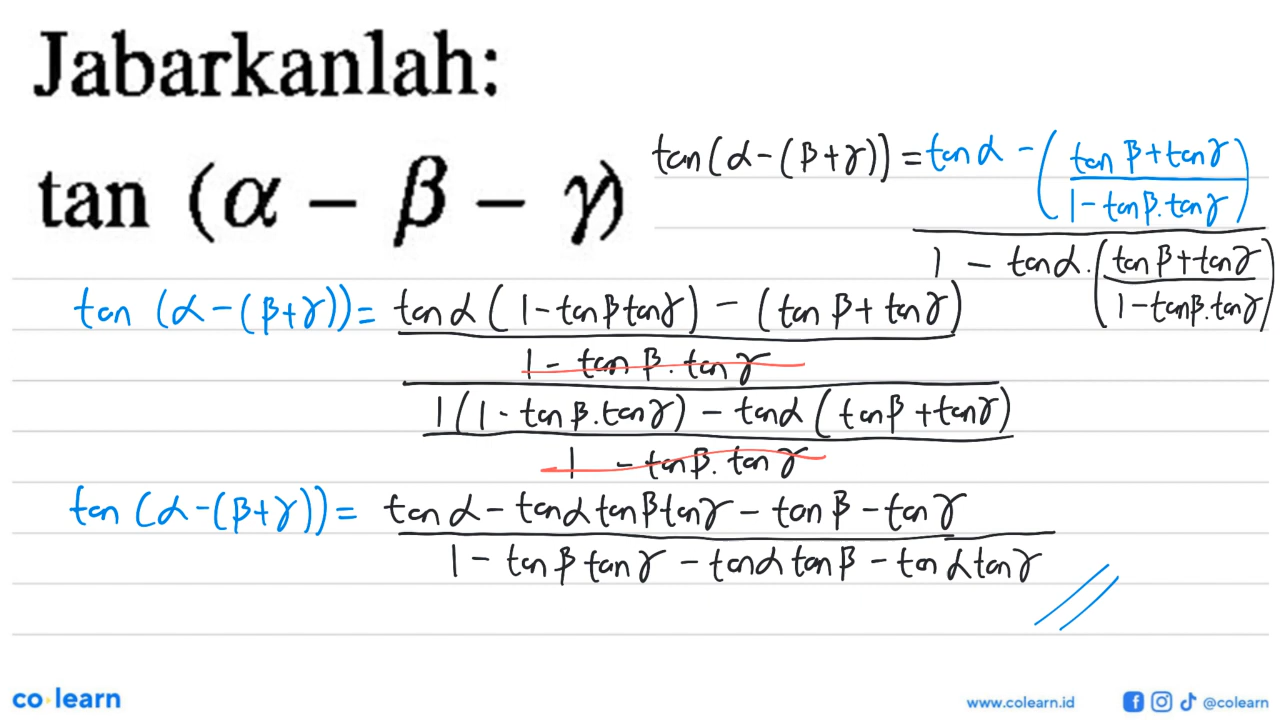 Jabarkanlah:
tan (α − β − γ)
tan(α-(β+γ)) = tan α - (tan β + tan γ / 1 - tan β. tan γ)
1 - tan α. (tan β + tan γ / 1 - tan β. tan γ)
tan (α-(β+γ)) = tan α (1 - tan β tan γ) - (tan β + tan γ)
1 - tan β. tan γ
1 (1 - tan β. tan γ) - tan α (tan β + tan γ)
1 - tan β. tan γ
tan (α-(β+γ)) = tan α - tan α tan β tan γ - tan β - tan γ
1 - tan β tan γ - tan α tan β - tan α tan γ
co learn
www.colearn.id @colearn